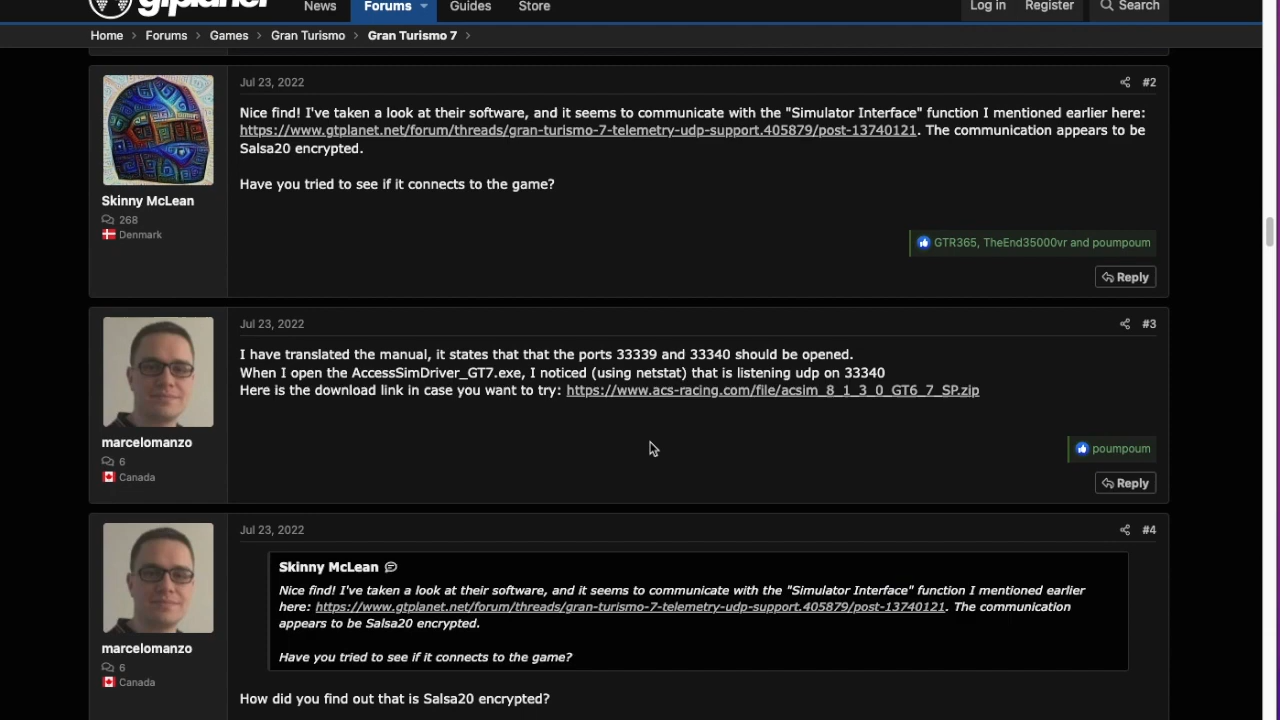 gtplanet
News
Forums
Guides
Store
Log in
Register
Search
Home
Forums
Games
Gran Turismo
Gran Turismo 7
Jul 23, 2022
#2
Nice find! I've taken a look at their software, and it seems to communicate with the "Simulator Interface" function I mentioned earlier here:
https://www.gtplanet.net/forum/threads/gran-turismo-7-telemetry-udp-support.405879/post-13740121. The communication appears to be
Salsa20 encrypted.
Have you tried to see if it connects to the game?
Skinny McLean
268
Denmark
GTR365, TheEnd35000vr and poumpoum
Reply
Jul 23, 2022
#3
I have translated the manual, it states that that the ports 33339 and 33340 should be opened.
When I open the AccessSimDriver_GT7.exe, I noticed (using netstat) that is listening udp on 33340
Here is the download link in case you want to try: https://www.acs-racing.com/file/acsim_8_1_3_0_GT6_7_SP.zip
marcelomanzo
6
Canada
poumpoum
Reply
Jul 23, 2022
#4
Skinny McLean
Nice find! I've taken a look at their software, and it seems to communicate with the "Simulator Interface" function I mentioned earlier
here: https://www.gtplanet.net/forum/threads/gran-turismo-7-telemetry-udp-support.405879/post-13740121. The communication
appears to be Salsa20 encrypted.
Have you tried to see if it connects to the game?
marcelomanzo
6
Canada
How did you find out that is Salsa20 encrypted?